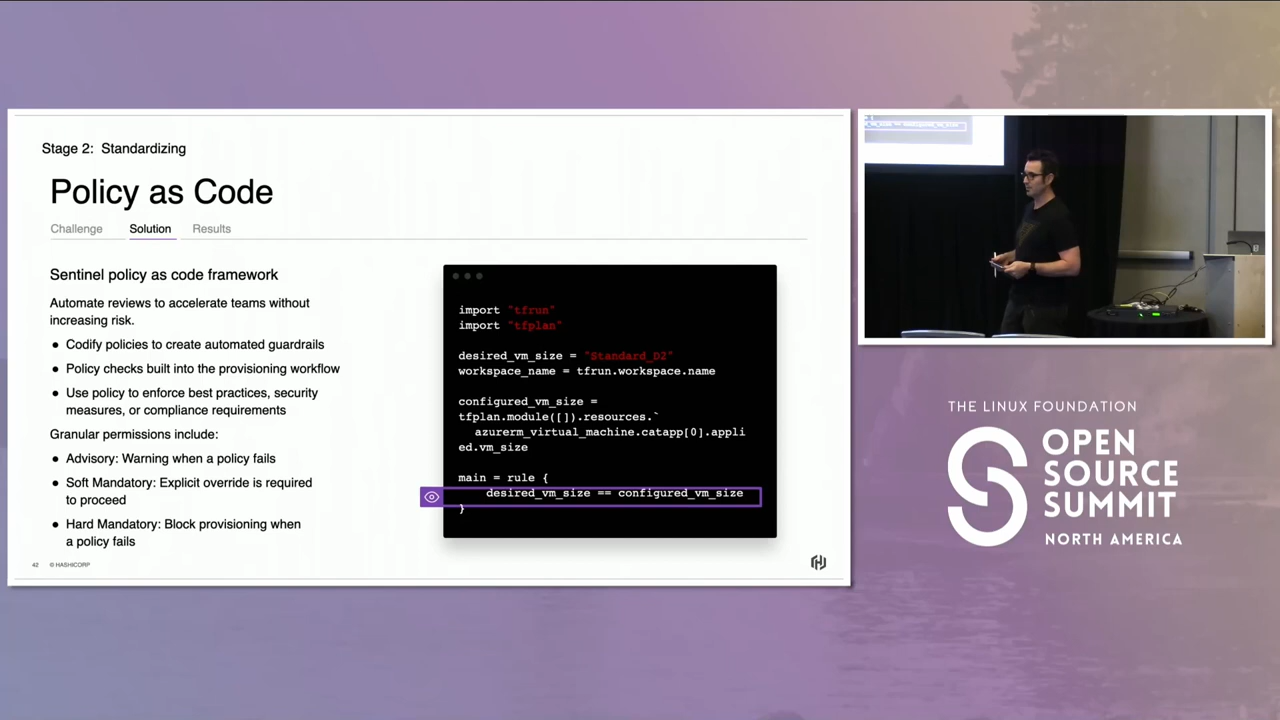 Stage 2: Standardizing
Policy as Code
Challenge Solution Results
Sentinel policy as code framework
Automate reviews to accelerate teams without
increasing risk.
● Codify policies to create automated guardrails
● Policy checks built into the provisioning workflow
● Use policy to enforce best practices, security
measures, or compliance requirements
Granular permissions include:
● Advisory: Warning when a policy fails
● Soft Mandatory: Explicit override is required
to proceed
● Hard Mandatory: Block provisioning when
a policy fails
42 © HASHICORP
import "tfrun"
import "tfplan"
desired_vm_size = "Standard_D2"
workspace_name = tfrun.workspace.name
configured_vm_size =
tfplan.module([]).resources.`
azurerm_virtual_machine.catapp[0].appli
ed.vm_size
main = rule {
desired_vm_size == configured_vm_size
}
THE LINUX FOUNDATION
OPEN
SOURCE
SUMMIT
NORTH AMERICA